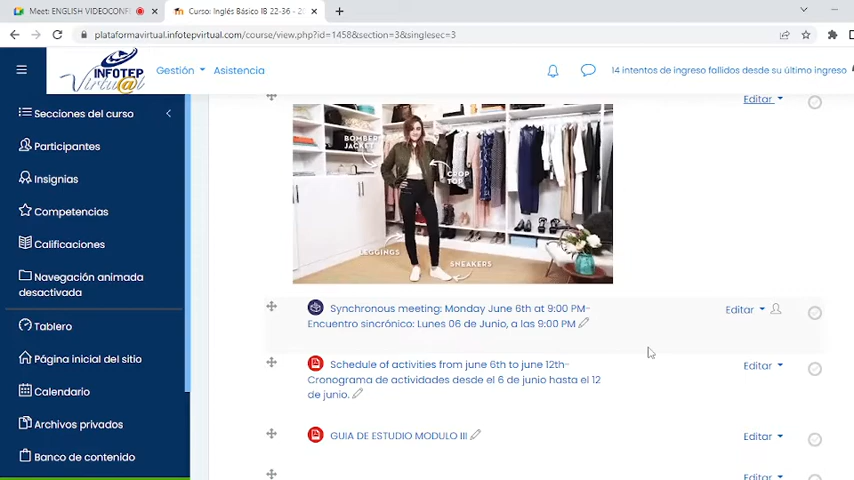 Meet: ENGLISH VIDEOCONF
Curso: Inglés Básico IB 22-36 - 20
plataformavirtual.infotepvirtual.com/course/view.php?id=1458&section=3&singlesec=3
INFOTEP
Virtu@l
Gestión
Asistencia
14 intentos de ingreso fallidos desde su último ingreso
Secciones del curso
Participantes
Insignias
Competencias
Calificaciones
Navegación animada
desactivada
Tablero
Página inicial del sitio
Calendario
Archivos privados
Banco de contenido
Editar
BOMBER
JACKET
CROP
TOP
LEGGINGS
SNEAKERS
Synchronous meeting: Monday June 6th at 9:00 PM-
Encuentro sincrónico: Lunes 06 de Junio, a las 9:00 PM
Editar
Schedule of activities from june 6th to june 12th-
Cronograma de actividades desde el 6 de junio hasta el 12
de junio.
Editar
GUIA DE ESTUDIO MODULO III
Editar
Editar